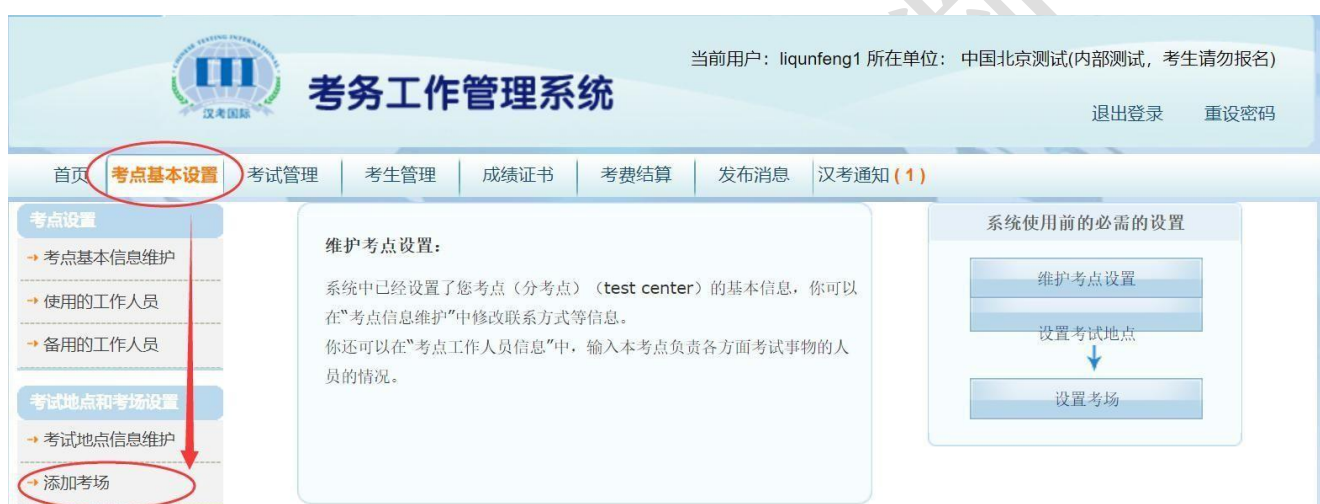 CHINESE TESTING INTERNATIONAL
汉考国际
考务工作管理系统
当前用户：liqunfeng1 所在单位： 中国北京测试(内部测试，考生请勿报名)
退出登录 重设密码
首页 考点基本设置 考试管理 考生管理 成绩证书 考费结算 发布消息 汉考通知 ( 1 )
考点设置
考点基本信息维护
使用的工作人员
备用的工作人员
考试地点和考场设置
考试地点信息维护
添加考场
维护考点设置：
系统中已经设置了您考点（分考点）（test center）的基本信息，你可以
在“考点信息维护”中修改联系方式等信息。
你还可以在“考点工作人员信息”中，输入本考点负责各方面考试事物的人
员的情况。
系统使用前的必需的设置
维护考点设置
设置考试地点
设置考场